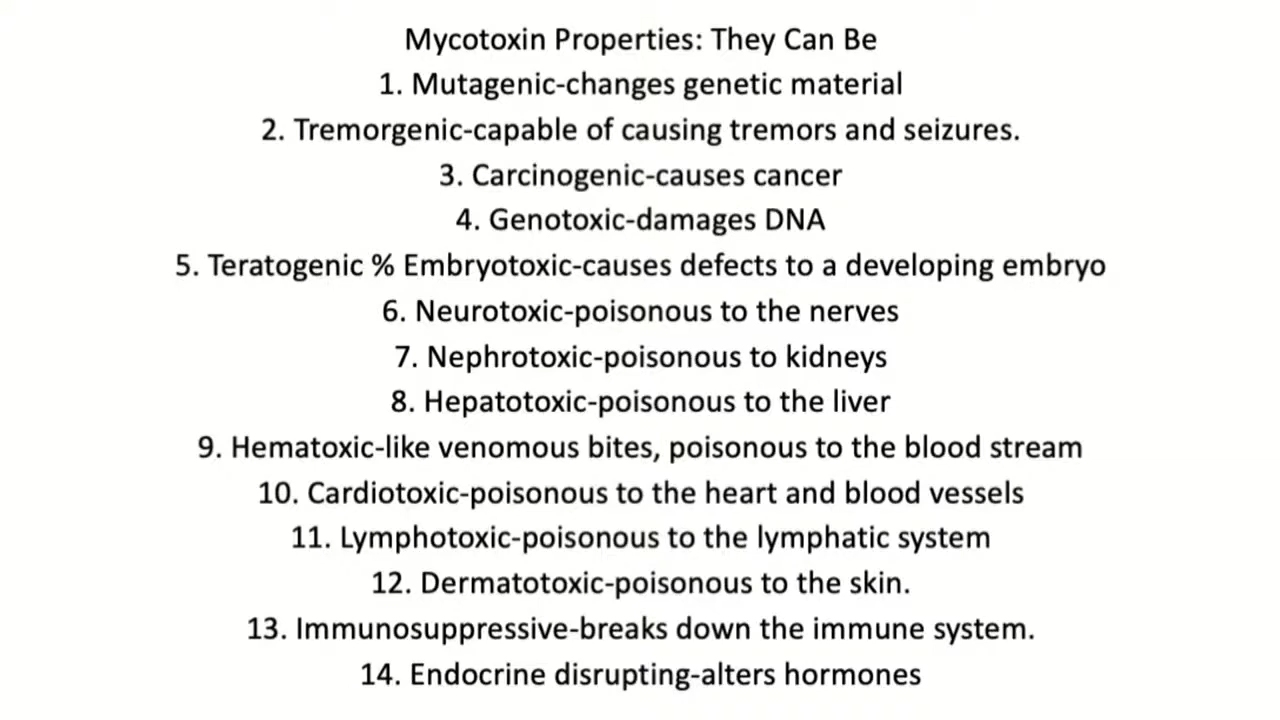 Mycotoxin Properties: They Can Be
1. Mutagenic-changes genetic material
2. Tremorgenic-capable of causing tremors and seizures.
3. Carcinogenic-causes cancer
4. Genotoxic-damages DNA
5. Teratogenic % Embryotoxic-causes defects to a developing embryo
6. Neurotoxic-poisonous to the nerves
7. Nephrotoxic-poisonous to kidneys
8. Hepatotoxic-poisonous to the liver
9. Hematoxic-like venomous bites, poisonous to the blood stream
10. Cardiotoxic-poisonous to the heart and blood vessels
11. Lymphotoxic-poisonous to the lymphatic system
12. Dermatotoxic-poisonous to the skin.
13. Immunosuppressive-breaks down the immune system.
14. Endocrine disrupting-alters hormones